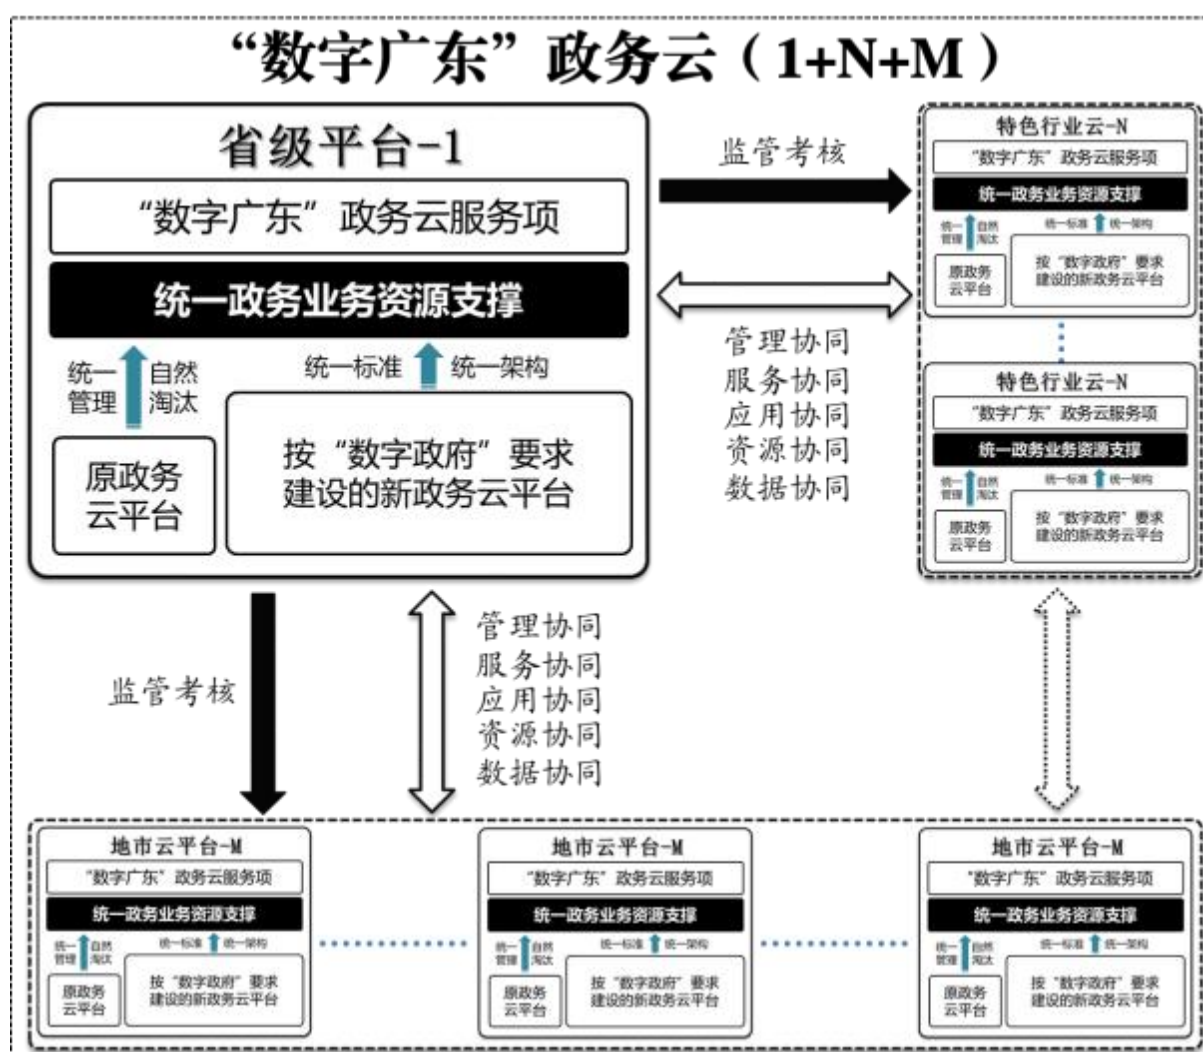 “数字广东”政务云（1+N+M）
省级平台-1
“数字广东”政务云服务项
统一政务业务资源支撑
统一
管理
自然
淘汰
统一标准
统一架构
原政务
云平台
按“数字政府”要求
建设的新政务云平台
监管考核
管理协同
服务协同
应用协同
资源协同
数据协同
特色行业云-N
“数字广东”政务云服务项
统一政务业务资源支撑
统一
管理
自然
淘汰
统一标准
统一架构
原政务
云平台
按“数字政府”要求
建设的新政务云平台
特色行业云-N
“数字广东”政务云服务项
统一政务业务资源支撑
统一
管理
自然
淘汰
统一标准
统一架构
原政务
云平台
按“数字政府”要求
建设的新政务云平台
监管考核
管理协同
服务协同
应用协同
资源协同
数据协同
地市云平台-M
“数字广东”政务云服务项
统一政务业务资源支撑
统一
管理
自然
淘汰
统一标准
统一架构
原政务
云平台
按“数字政府”要求
建设的新政务云平台
地市云平台-M
“数字广东”政务云服务项
统一政务业务资源支撑
统一
管理
自然
淘汰
统一标准
统一架构
原政务
云平台
按“数字政府”要求
建设的新政务云平台
地市云平台-M
“数字广东”政务云服务项
统一政务业务资源支撑
统一
管理
自然
淘汰
统一标准
统一架构
原政务
云平台
按“数字政府”要求
建设的新政务云平台